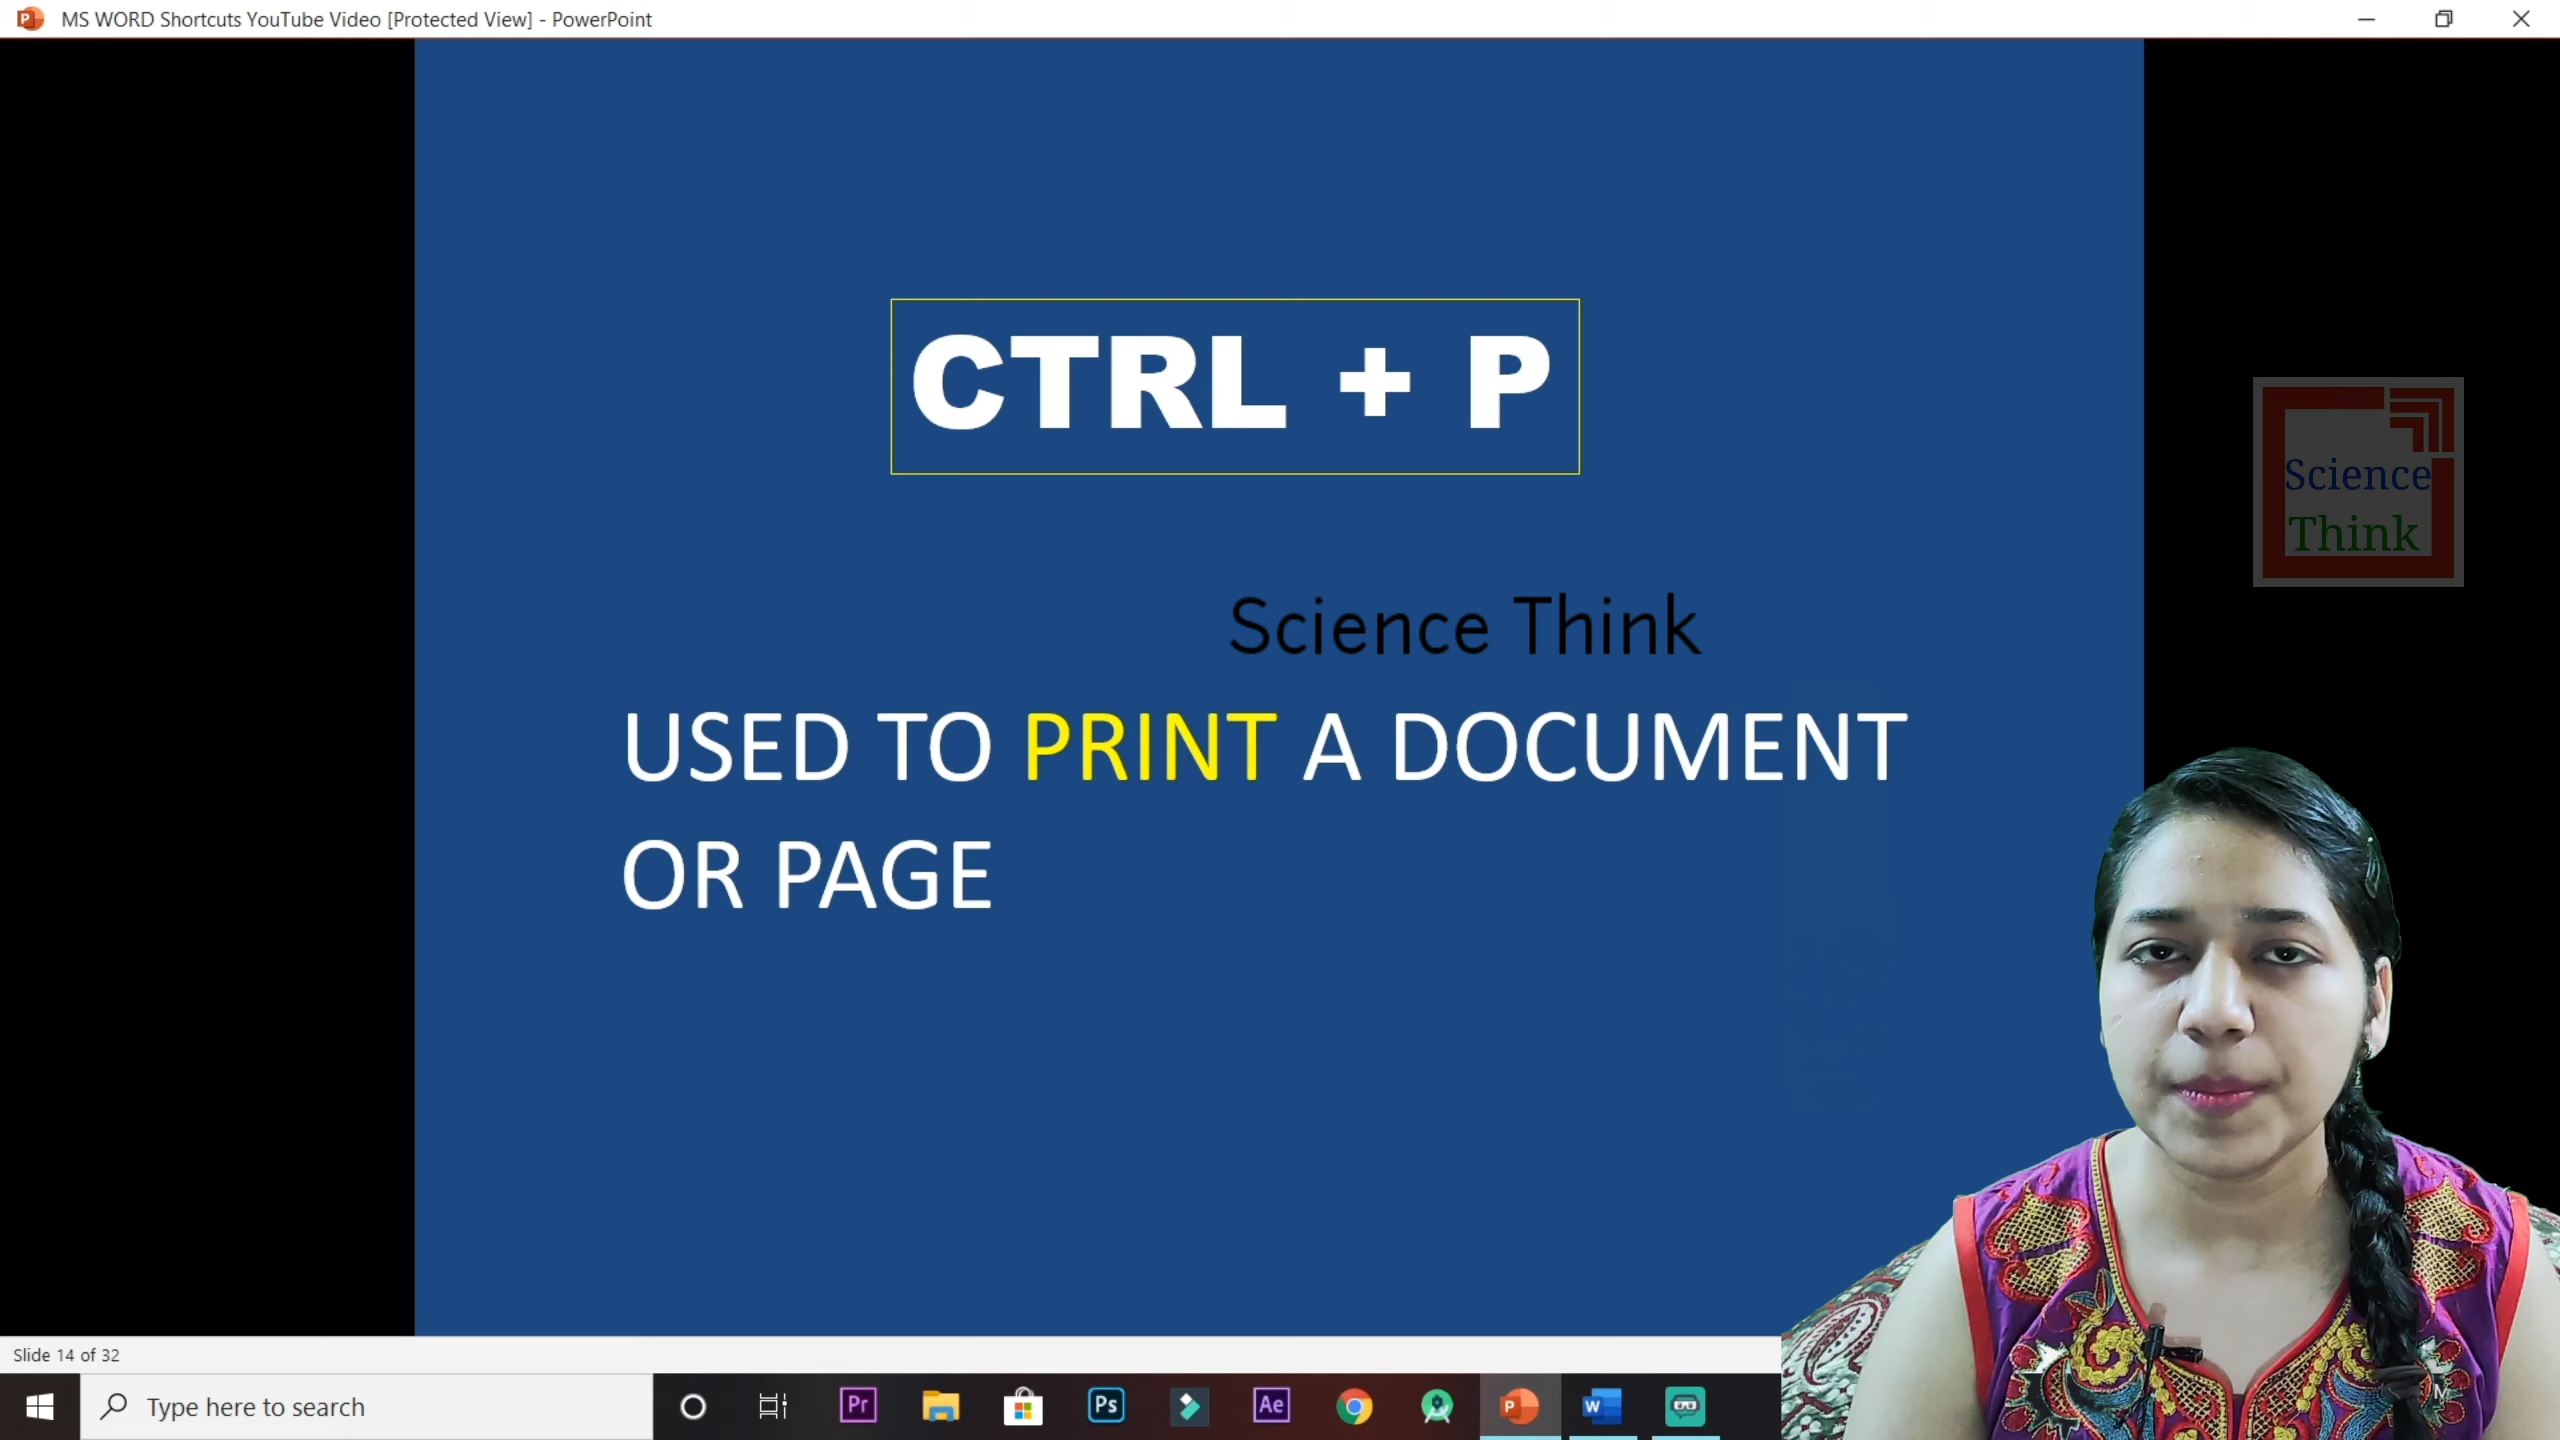 MS WORD Shortcuts YouTube Video [Protected View] - PowerPoint
CTRL + P
Science
Think
Science Think
USED TO PRINT A DOCUMENT
OR PAGE
Slide 14 of 32
Type here to search
Pr
Ps
Ae
P
W